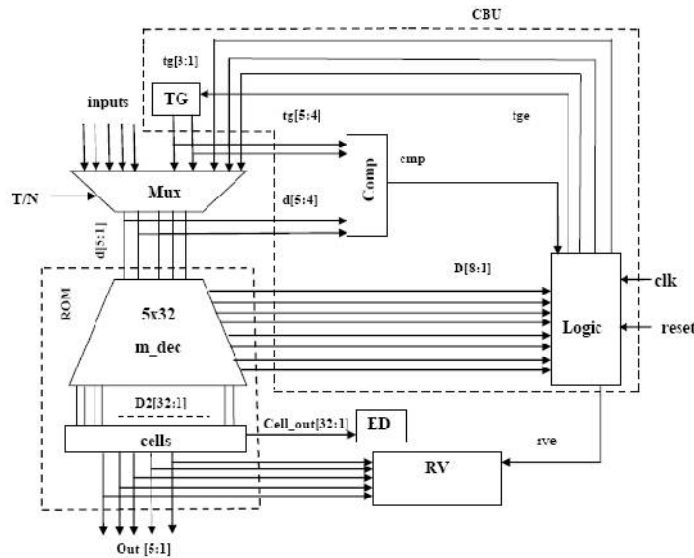 CBU
tg[3:1]
TG
inputs
tg[5:4]
tge
cmp
Comp
Mux
T/N
d[5:4]
d[5:1]
D[8:1]
clk
ROM
5x32
m_dec
Logic
reset
D2[32:1]
Cell_out[32:1]
ED
cells
rve
RV
Out [5:1]